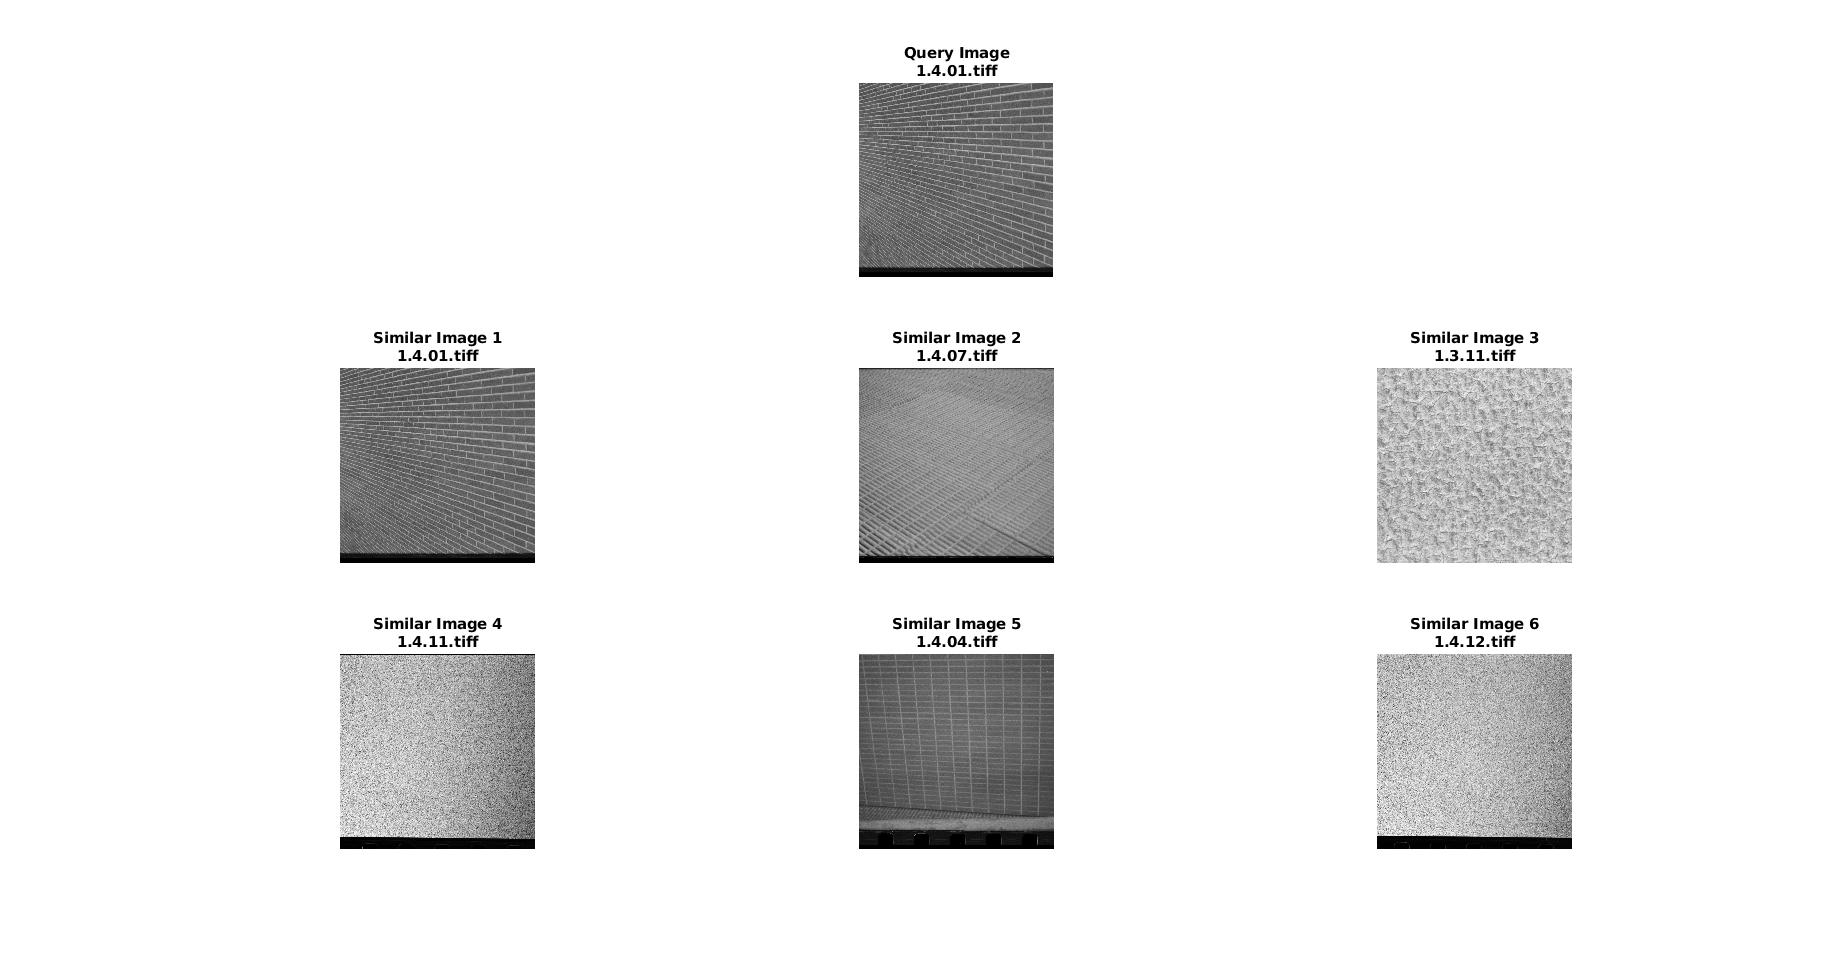 Query Image
1.4.01.tiff
Similar Image 1
1.4.01.tiff
Similar Image 2
1.4.07.tiff
Similar Image 3
1.3.11.tiff
Similar Image 4
1.4.11.tiff
Similar Image 5
1.4.04.tiff
Similar Image 6
1.4.12.tiff